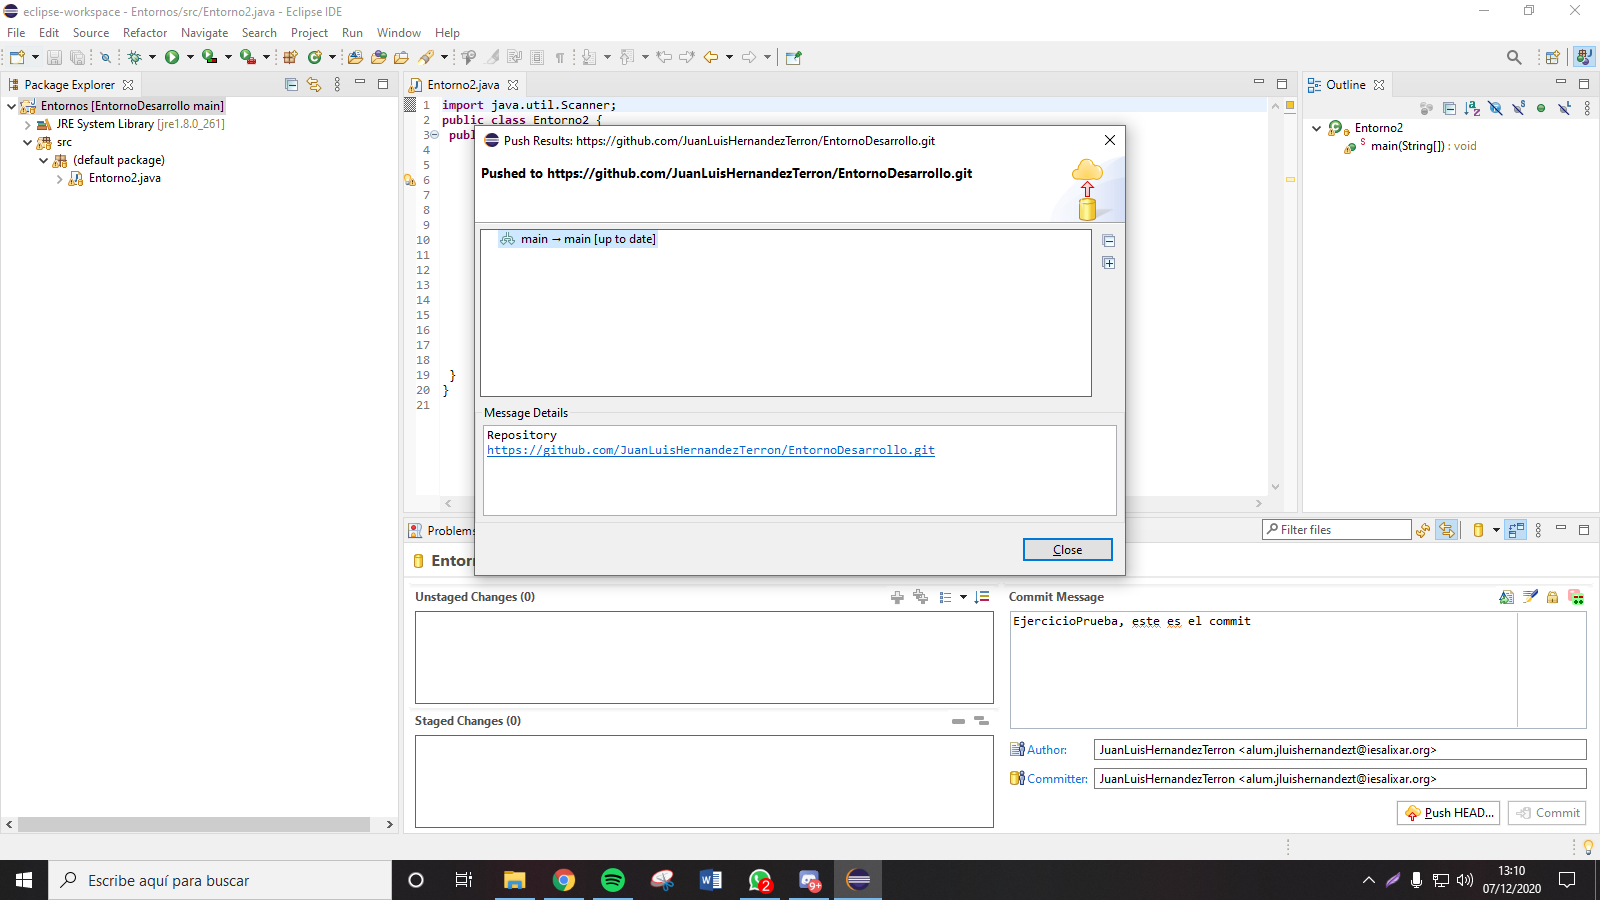 eclipse-workspace - Entornos/src/Entorno2.java - Eclipse IDE
File Edit Source Refactor Navigate Search Project Run Window Help
Package Explorer
Entornos [EntornoDesarrollo main]
JRE System Library [jre1.8.0_261]
src
(default package)
Entorno2.java
Entorno2.java
1 import java.util.Scanner;
2 public class Entorno2 {
3 publ
4
5
6
7
8
9
10
11
12
13
14
15
16
17
18
19 }
20 }
21
Push Results: https://github.com/JuanLuisHernandezTerron/EntornoDesarrollo.git
Pushed to https://github.com/JuanLuisHernandezTerron/EntornoDesarrollo.git
main → main [up to date]
Message Details
Repository
https://github.com/JuanLuisHernandezTerron/EntornoDesarrollo.git
Close
Outline
Entorno2
main(String[]) : void
Problems
Filter files
Entorn
Unstaged Changes (0)
Staged Changes (0)
Commit Message
EjercicioPrueba, este es el commit
Author: JuanLuisHernandezTerron <alum.jluishernandezt@iesalixar.org>
Committer: JuanLuisHernandezTerron <alum.jluishernandezt@iesalixar.org>
Push HEAD... Commit
Escribe aquí para buscar
2
9+
13:10
07/12/2020